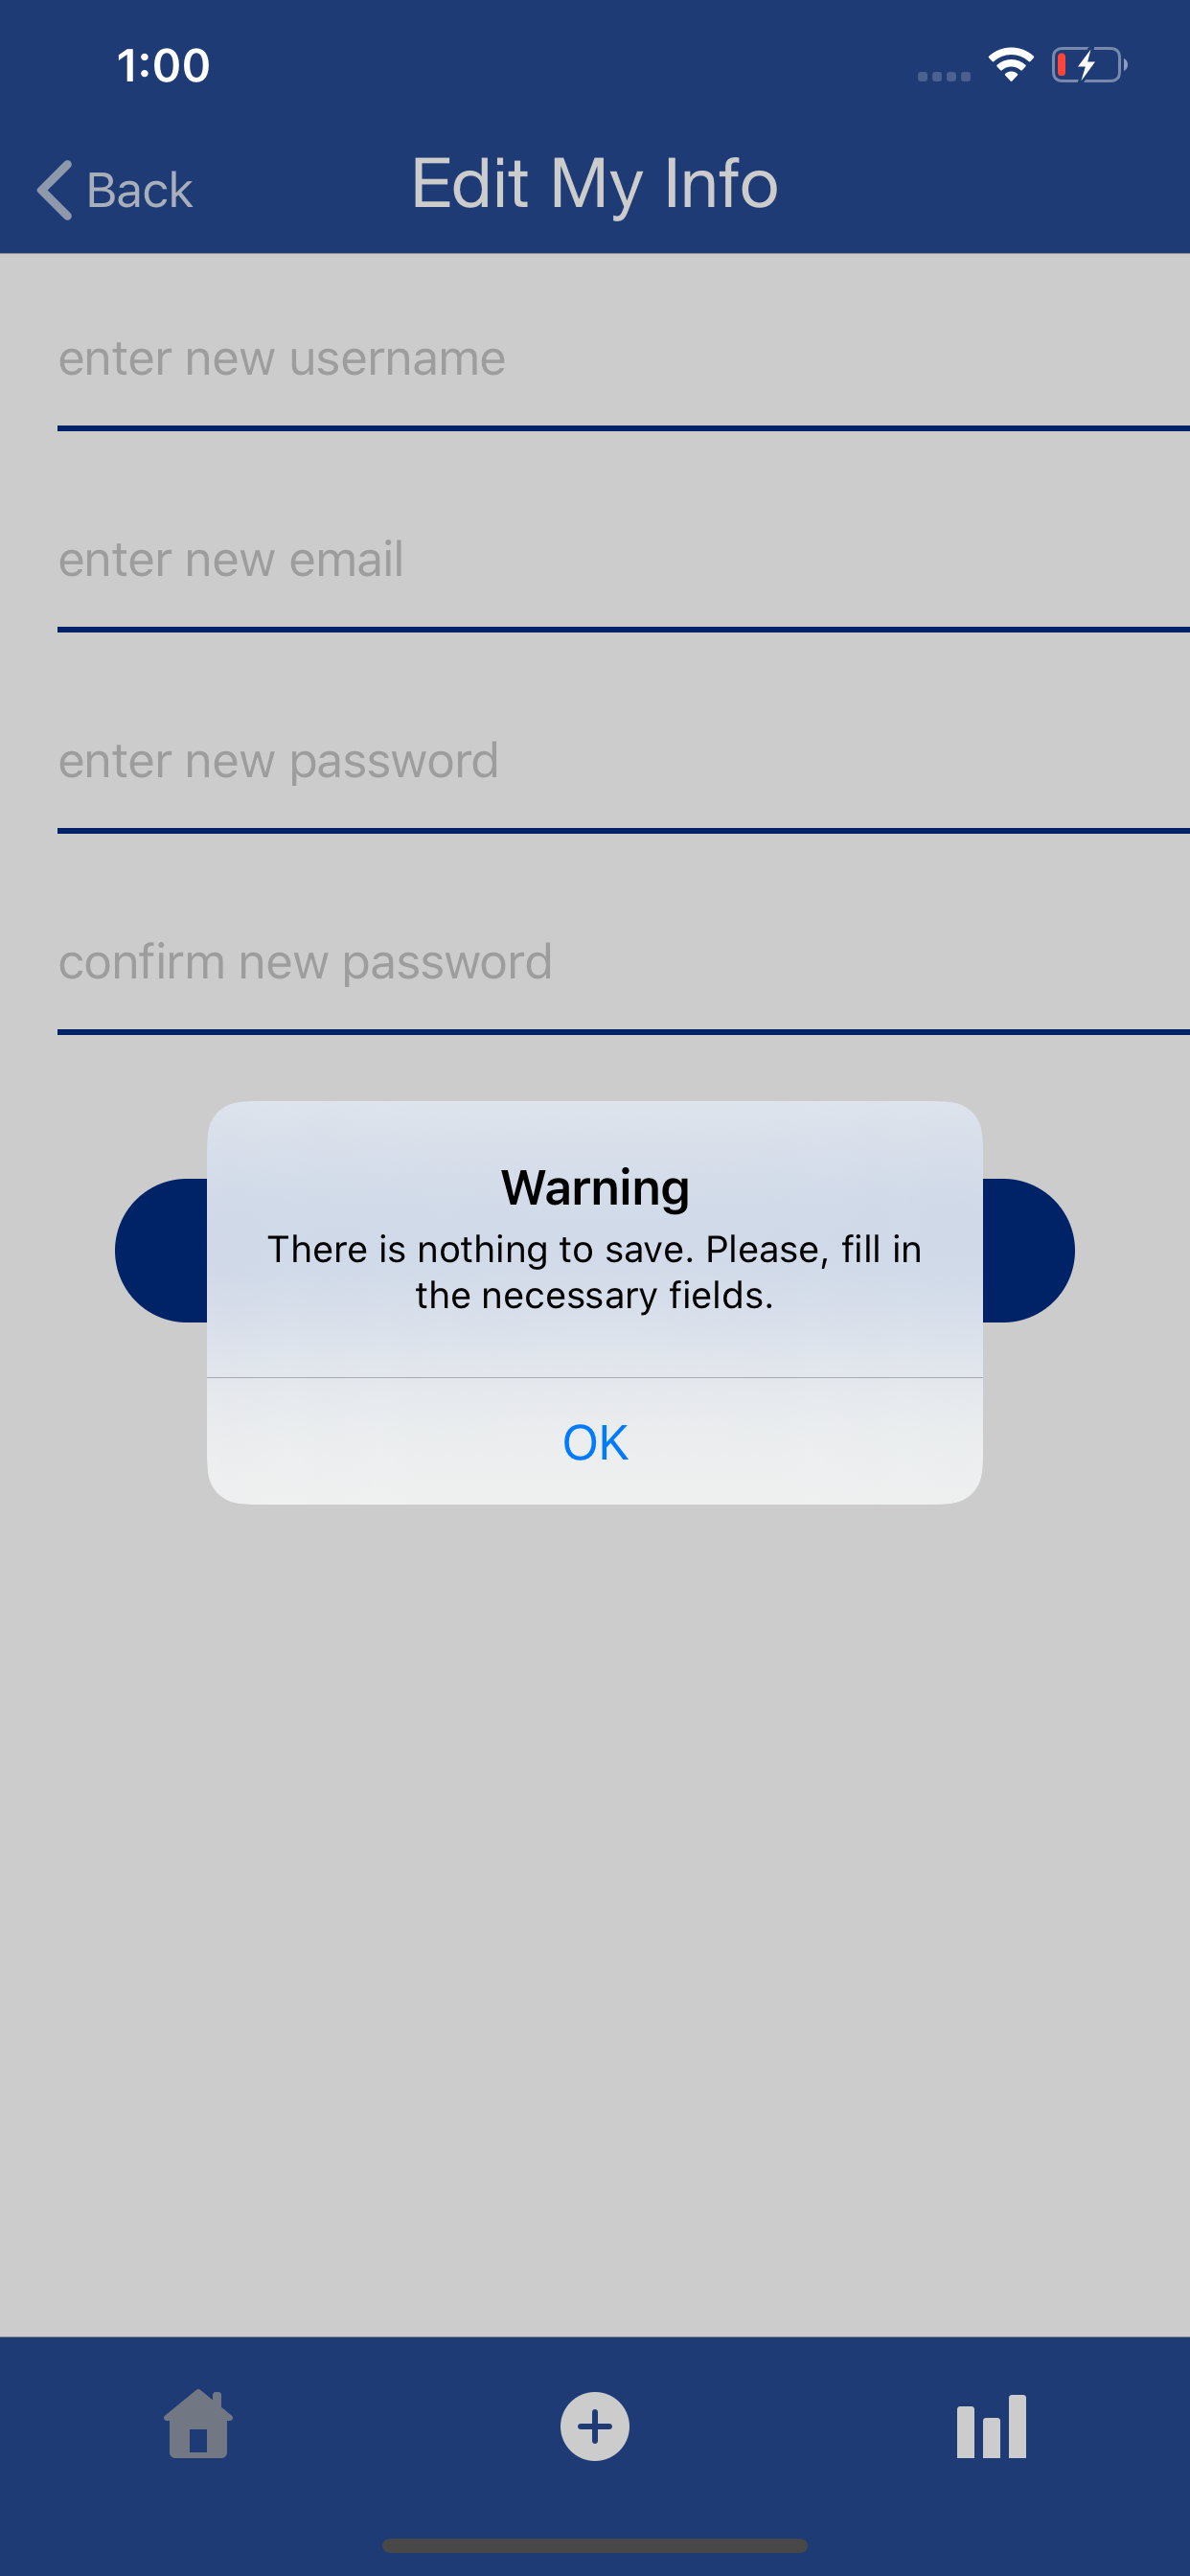 1:00
Back
Edit My Info
enter new username
enter new email
enter new password
confirm new password
Warning
There is nothing to save. Please, fill in
the necessary fields.
OK